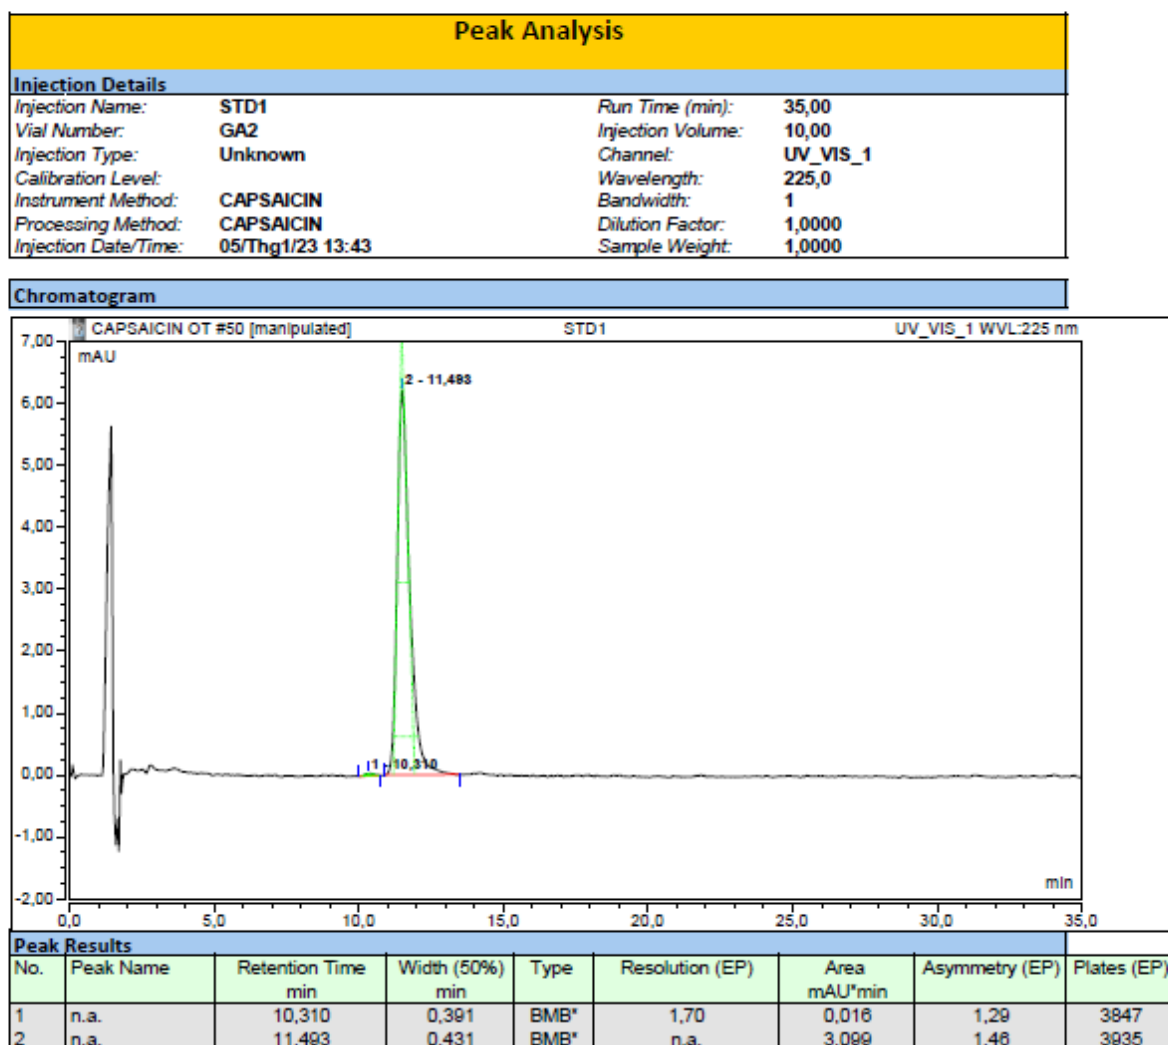 Peak Analysis
Injection Details
Injection Name: STD1 Run Time (min): 35,00
Vial Number: GA2 Injection Volume: 10,00
Injection Type: Unknown Channel: UV_VIS_1
Calibration Level: Wavelength: 225,0
Instrument Method: CAPSAICIN Bandwidth: 1
Processing Method: CAPSAICIN Dilution Factor: 1,0000
Injection Date/Time: 05/Thg1/23 13:43 Sample Weight: 1,0000
Chromatogram
CAPSAICIN OT #50 [manipulated] STD1 UV_VIS_1 WVL:225 nm
7,00
mAU
2 - 11,493
6,00
5,00
4,00
3,00
2,00
1,00
0,00
1 - 10,310
-1,00
-2,00
min
0,0 5,0 10,0 15,0 20,0 25,0 30,0 35,0
Peak Results
No. Peak Name Retention Time Width (50%) Type Resolution (EP) Area Asymmetry (EP) Plates (EP)
min min mAU*min
1 n.a. 10,310 0,391 BMB* 1,70 0,016 1,29 3847
2 n.a. 11,493 0,431 BMB* n.a. 3,099 1,46 3935